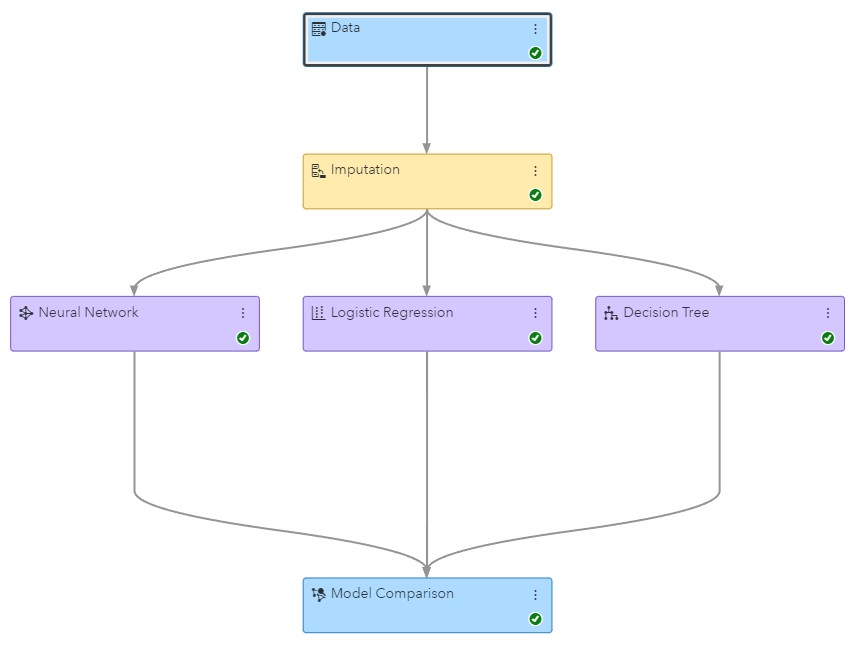 Data
Imputation
Neural Network
Logistic Regression
Decision Tree
Model Comparison